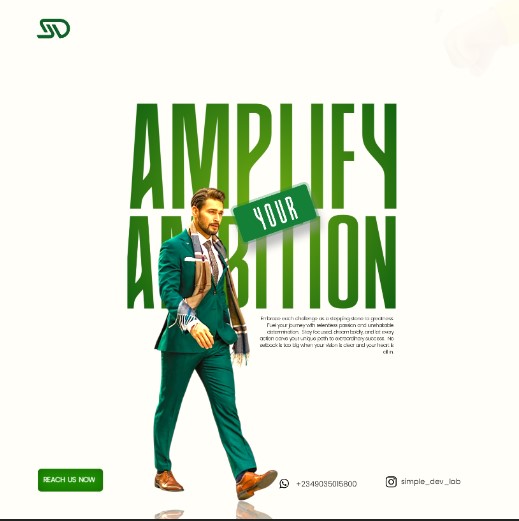 SD
AMPLIFY
YOUR
AMBITION
Embrace each challenge as a stepping stone to greatness.
Fuel your journey with relentless passion and unshakable
determination. Stay focused, dream boldly, and let every
action carve your unique path to extraordinary success. No
setback is too big when your vision is clear and your heart is
all in.
REACH US NOW
+2349035015800
simple_dev_lab